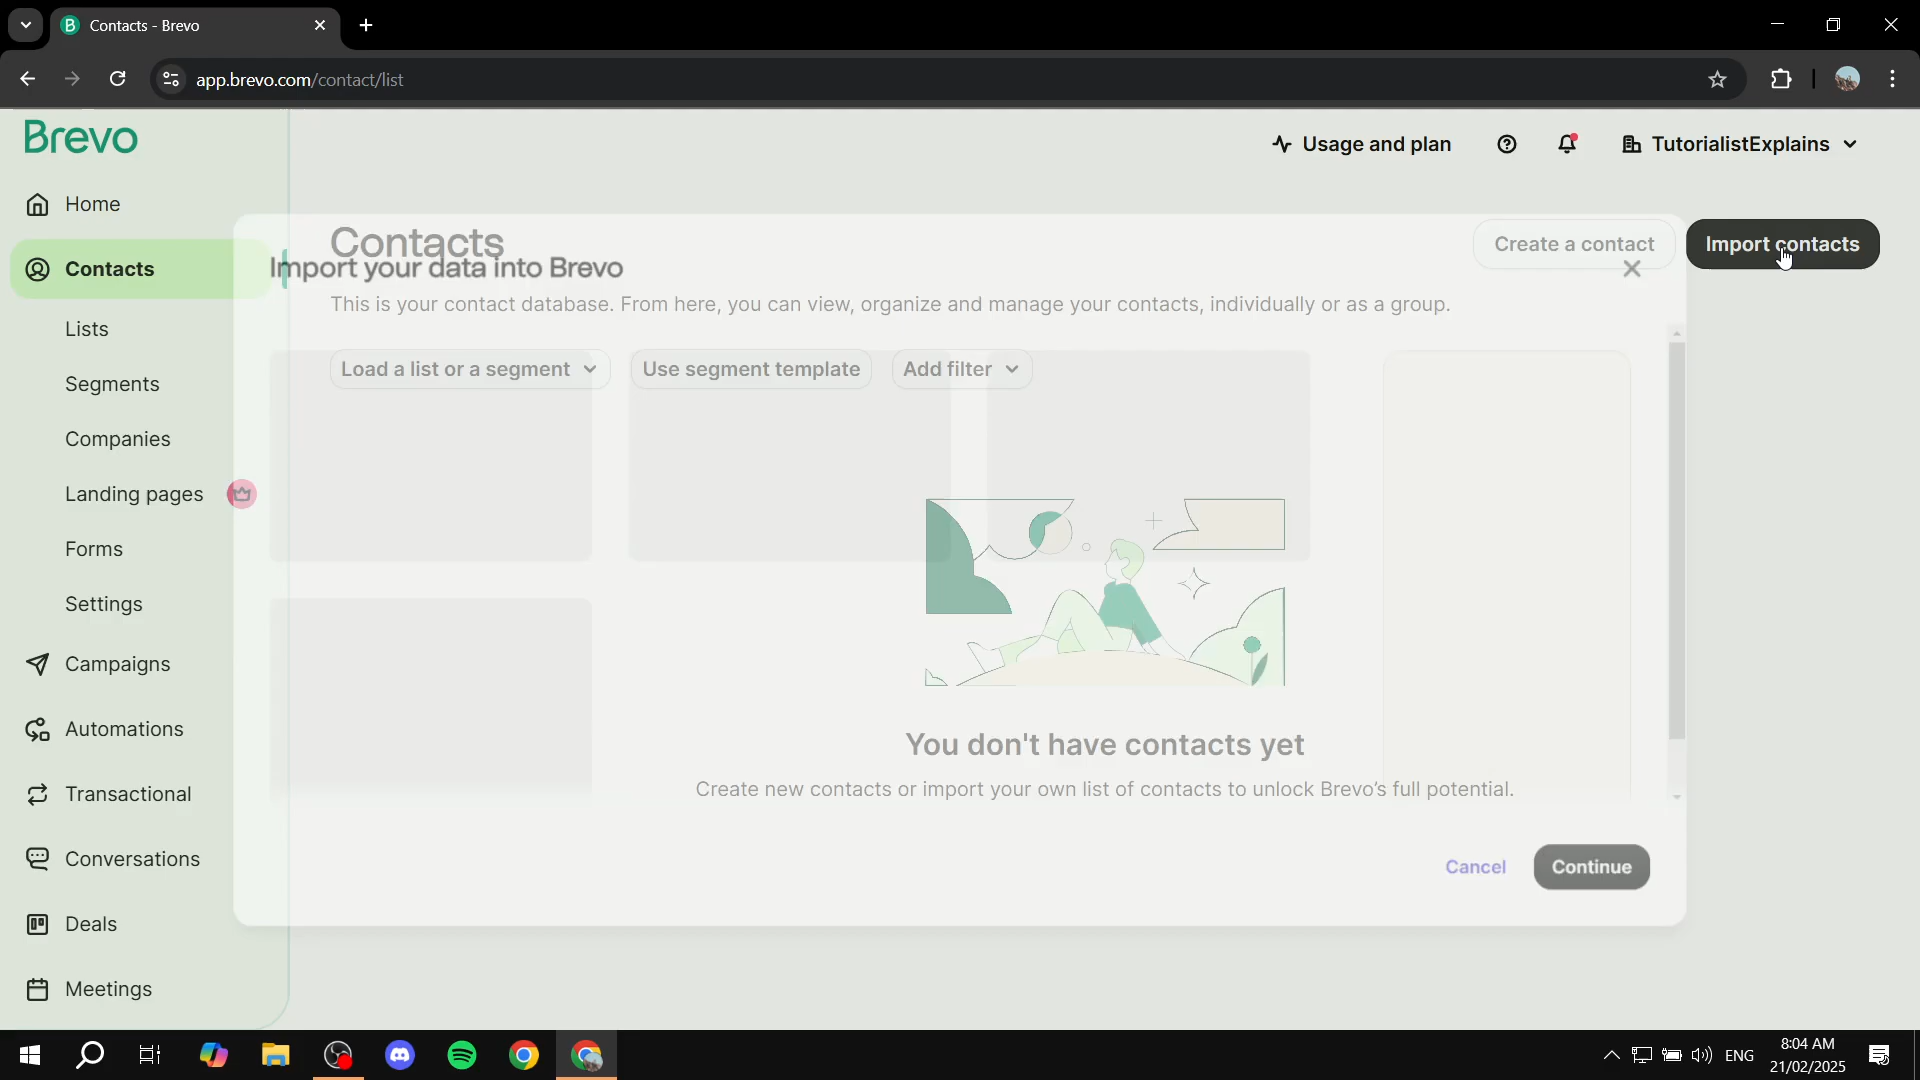 Contacts - Brevo
app.brevo.com/contact/list
Brevo
Usage and plan
TutorialistExplains
Home
Contacts
Lists
Segments
Companies
Landing pages
Forms
Settings
Campaigns
Automations
Transactional
Conversations
Deals
Meetings
Contacts
Create a contact
Import contacts
Import your data into Brevo
This is your contact database. From here, you can view, organize and manage your contacts, individually or as a group.
Load a list or a segment
Use segment template
Add filter
You don't have contacts yet
Create new contacts or import your own list of contacts to unlock Brevo's full potential.
Cancel
Continue
ENG
8:04 AM
21/02/2025